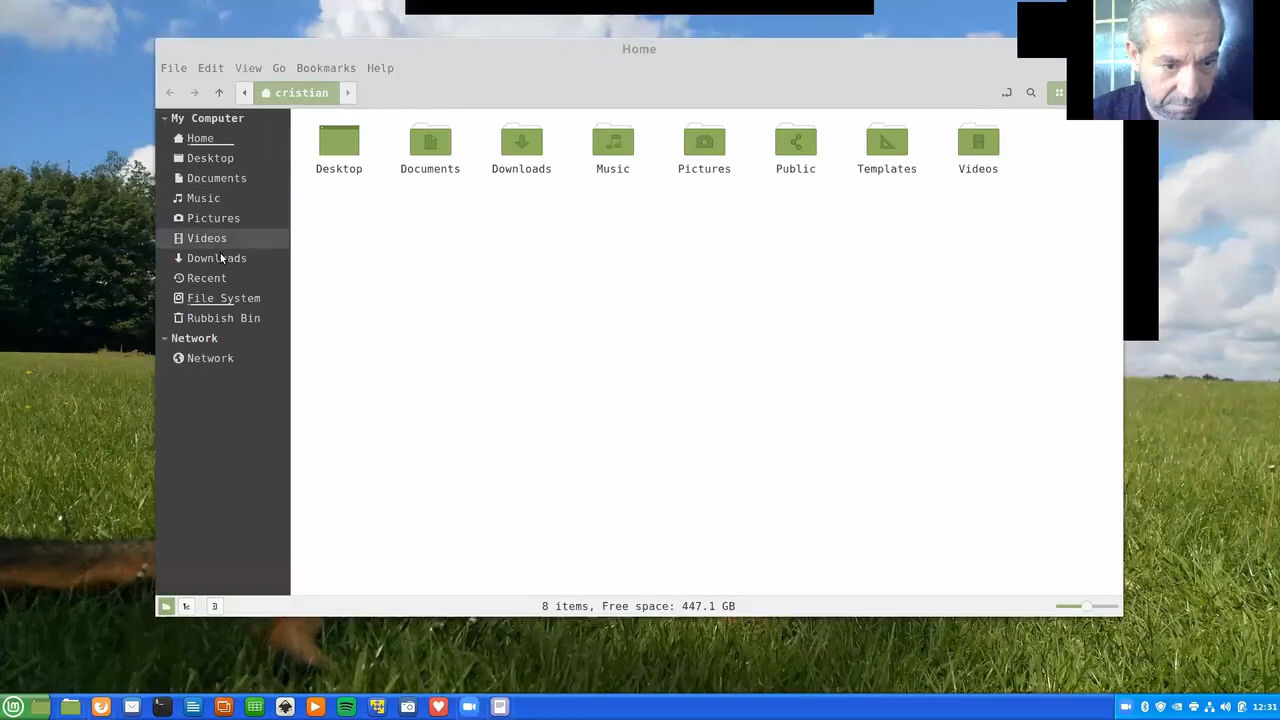 Home
File Edit View Go Bookmarks Help
cristian
My Computer
Home
Desktop
Documents
Music
Pictures
Videos
Downloads
Recent
File System
Rubbish Bin
Network
Network
Desktop Documents Downloads Music Pictures Public Templates Videos
8 items, Free space: 447.1 GB
12:31